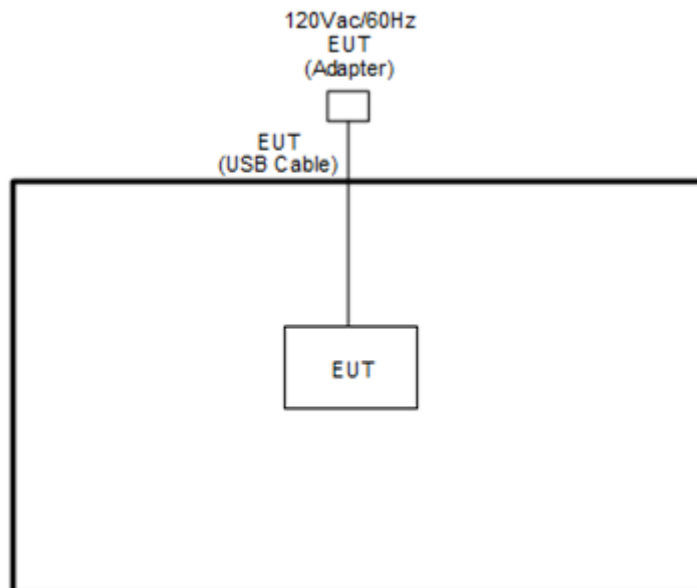 120Vac/60Hz
EUT
(Adapter)
EUT
(USB Cable)
EUT